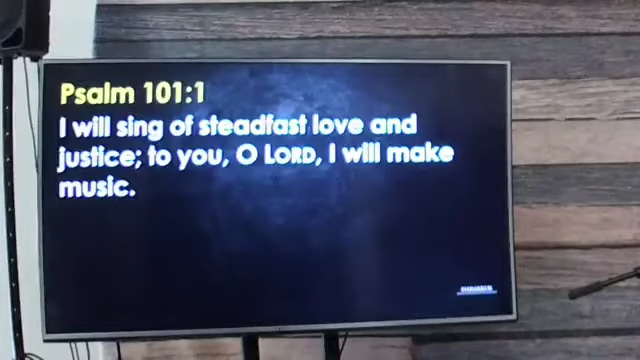 Psalm 101:1
I will sing of steadfast love and
justice; to you, O LORD, I will make
music.